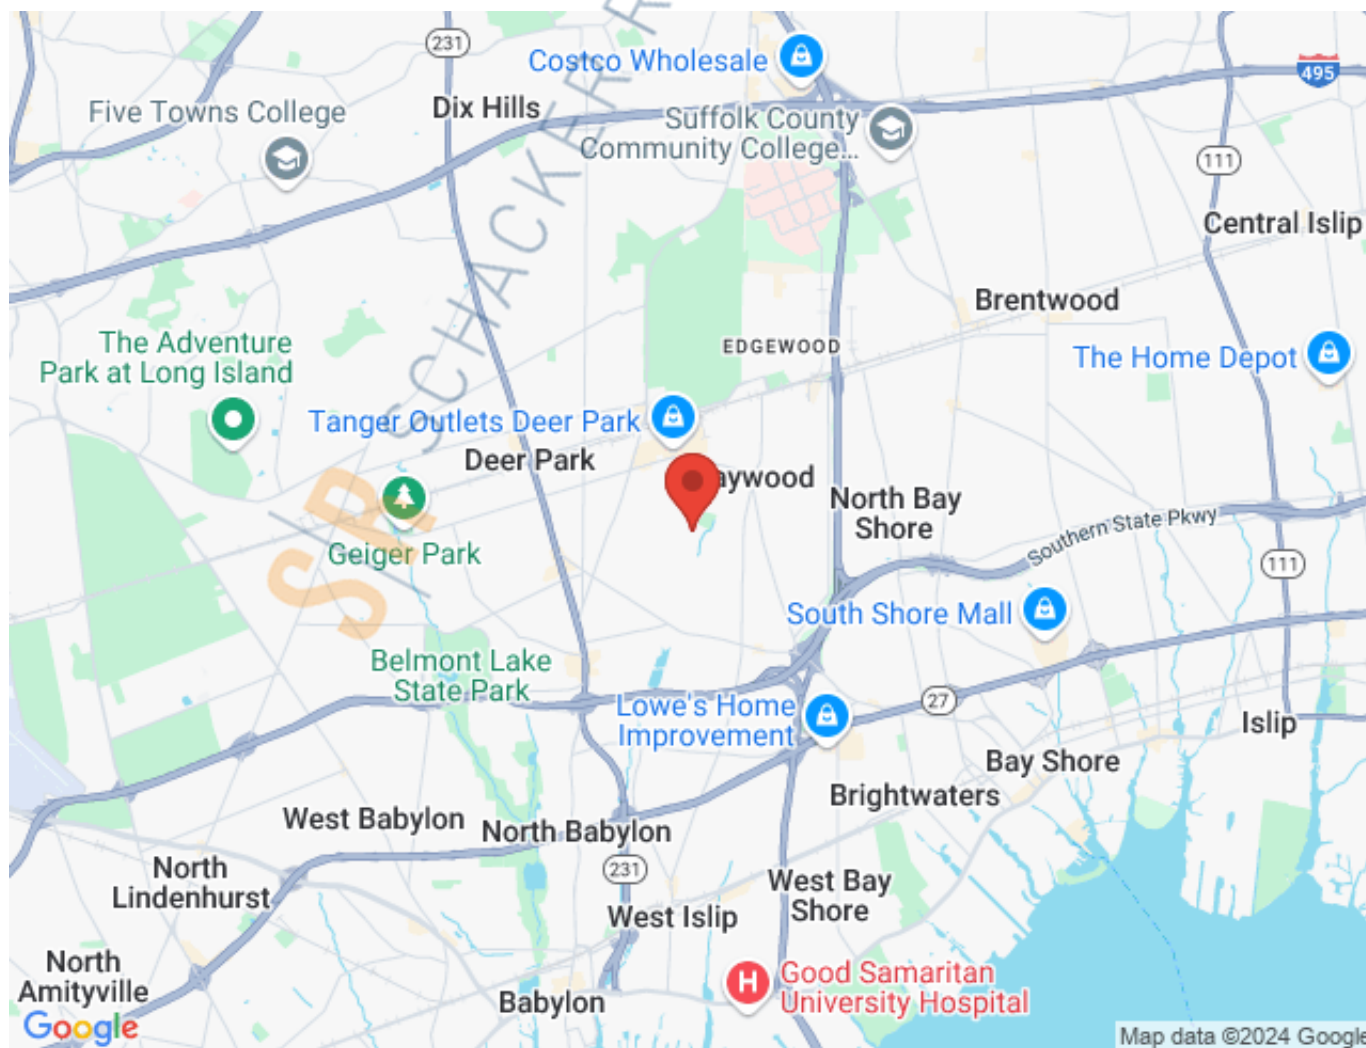 231
Costco Wholesale
495
Five Towns College
Dix Hills
Suffolk County
Community College...
111
Central Islip
Brentwood
EDGEWOOD
The Adventure
Park at Long Island
The Home Depot
Tanger Outlets Deer Park
Deer Park
aywood
North Bay
Shore
Southern State Pkwy
Geiger Park
111
South Shore Mall
Belmont Lake
State Park
Lowe's Home
Improvement
27
Islip
Bay Shore
Brightwaters
West Babylon
North Babylon
North
Lindenhurst
231
West Bay
Shore
West Islip
North
Amityville
Good Samaritan
University Hospital
H
Babylon
Google
Map data ©2024 Google
SR SCHACKER R